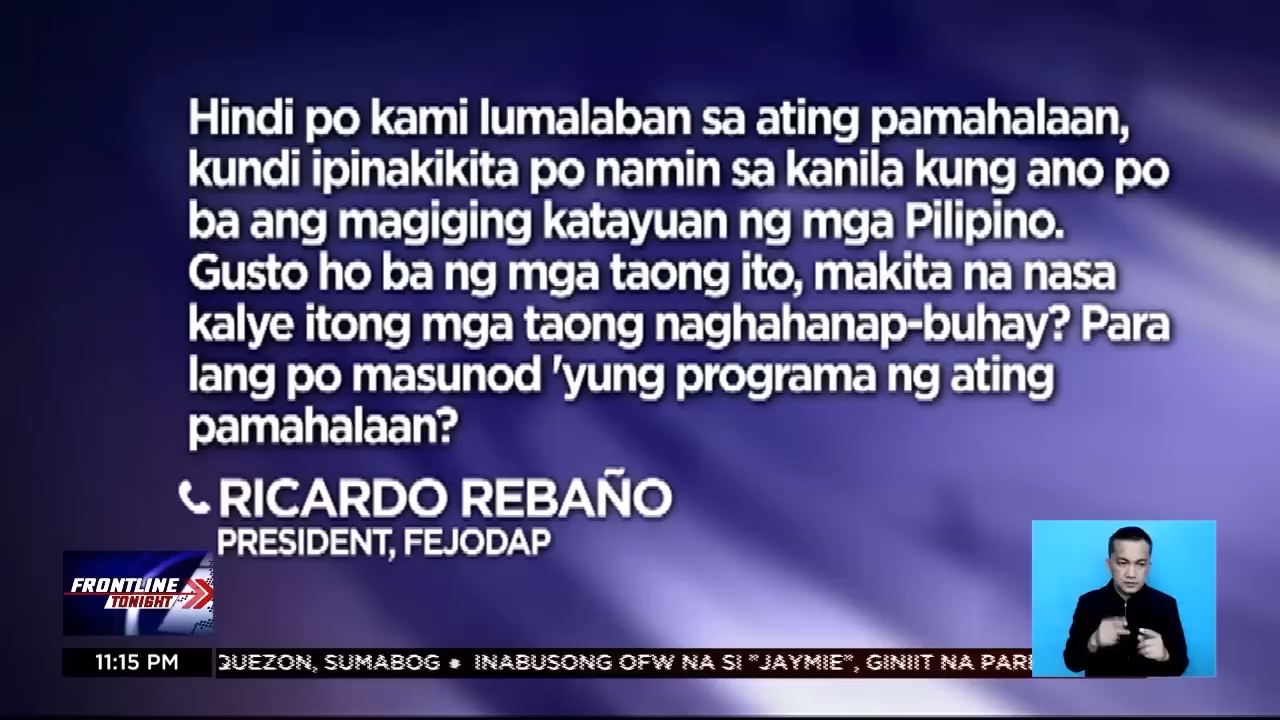 Hindi po kami lumalaban sa ating pamahalaan,
kundi ipinakikita po namin sa kanila kung ano po
ba ang magiging katayuan ng mga Pilipino.
Gusto ho ba ng mga taong ito, makita na nasa
kalye itong mga taong naghahanap-buhay? Para
lang po masunod 'yung programa ng ating
pamahalaan?
RICARDO REBAÑO
PRESIDENT, FEJODAP
FRONTLINE
TONIGHT
11:15 PM
QUEZON, SUMABOG • INABUSONG OFW NA SI "JAYMIE", GINIIT NA